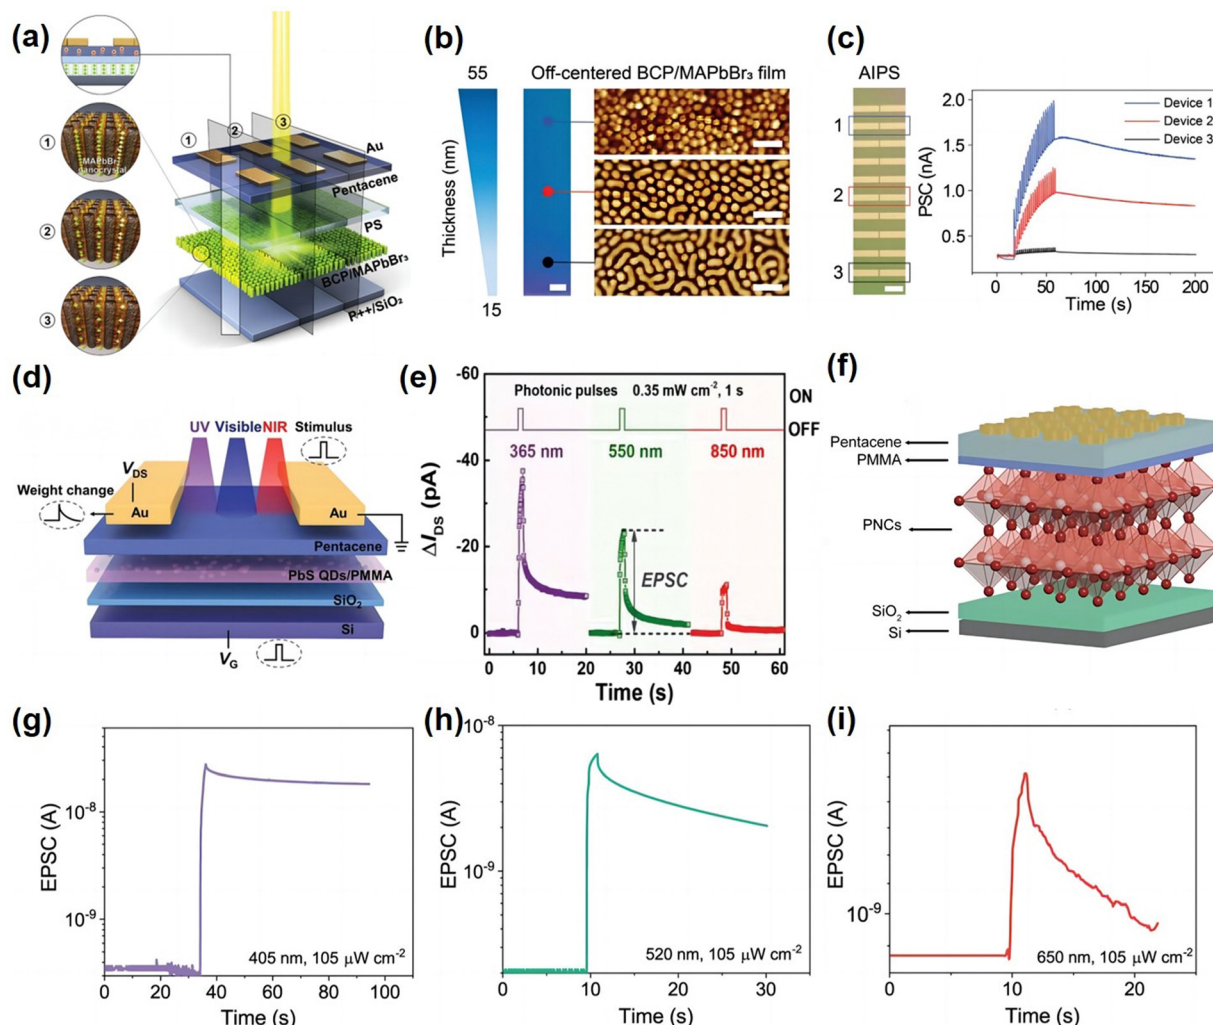 (a)
①
②
③
MAPbBr₃
nanocrystal
①
②
③
Au
Pentacene
PS
BCP/MAPbBr₃
P++/SiO₂
(b)
55
Thickness (nm)
15
Off-centered BCP/MAPbBr₃ film
(c)
AIPS
1
2
3
PSC (nA)
2.0
1.5
1.0
0.5
Device 1
Device 2
Device 3
0 50 100 150 200
Time (s)
(d)
UV Visible NIR Stimulus
V_DS
Weight change
Au
Au
Pentacene
PbS QDs/PMMA
SiO₂
Si
V_G
(e)
Photonic pulses 0.35 mW cm⁻², 1 s
ON
OFF
365 nm 550 nm 850 nm
ΔI_DS (pA)
-60
-40
-20
0
EPSC
0 10 20 30 40 50 60
Time (s)
(f)
Pentacene
PMMA
PNCs
SiO₂
Si
(g)
EPSC (A)
10⁻⁸
10⁻⁹
405 nm, 105 μW cm⁻²
0 20 40 60 80 100
Time (s)
(h)
EPSC (A)
10⁻⁸
10⁻⁹
520 nm, 105 μW cm⁻²
0 10 20 30
Time (s)
(i)
EPSC (A)
10⁻⁹
650 nm, 105 μW cm⁻²
0 10 20
Time (s)